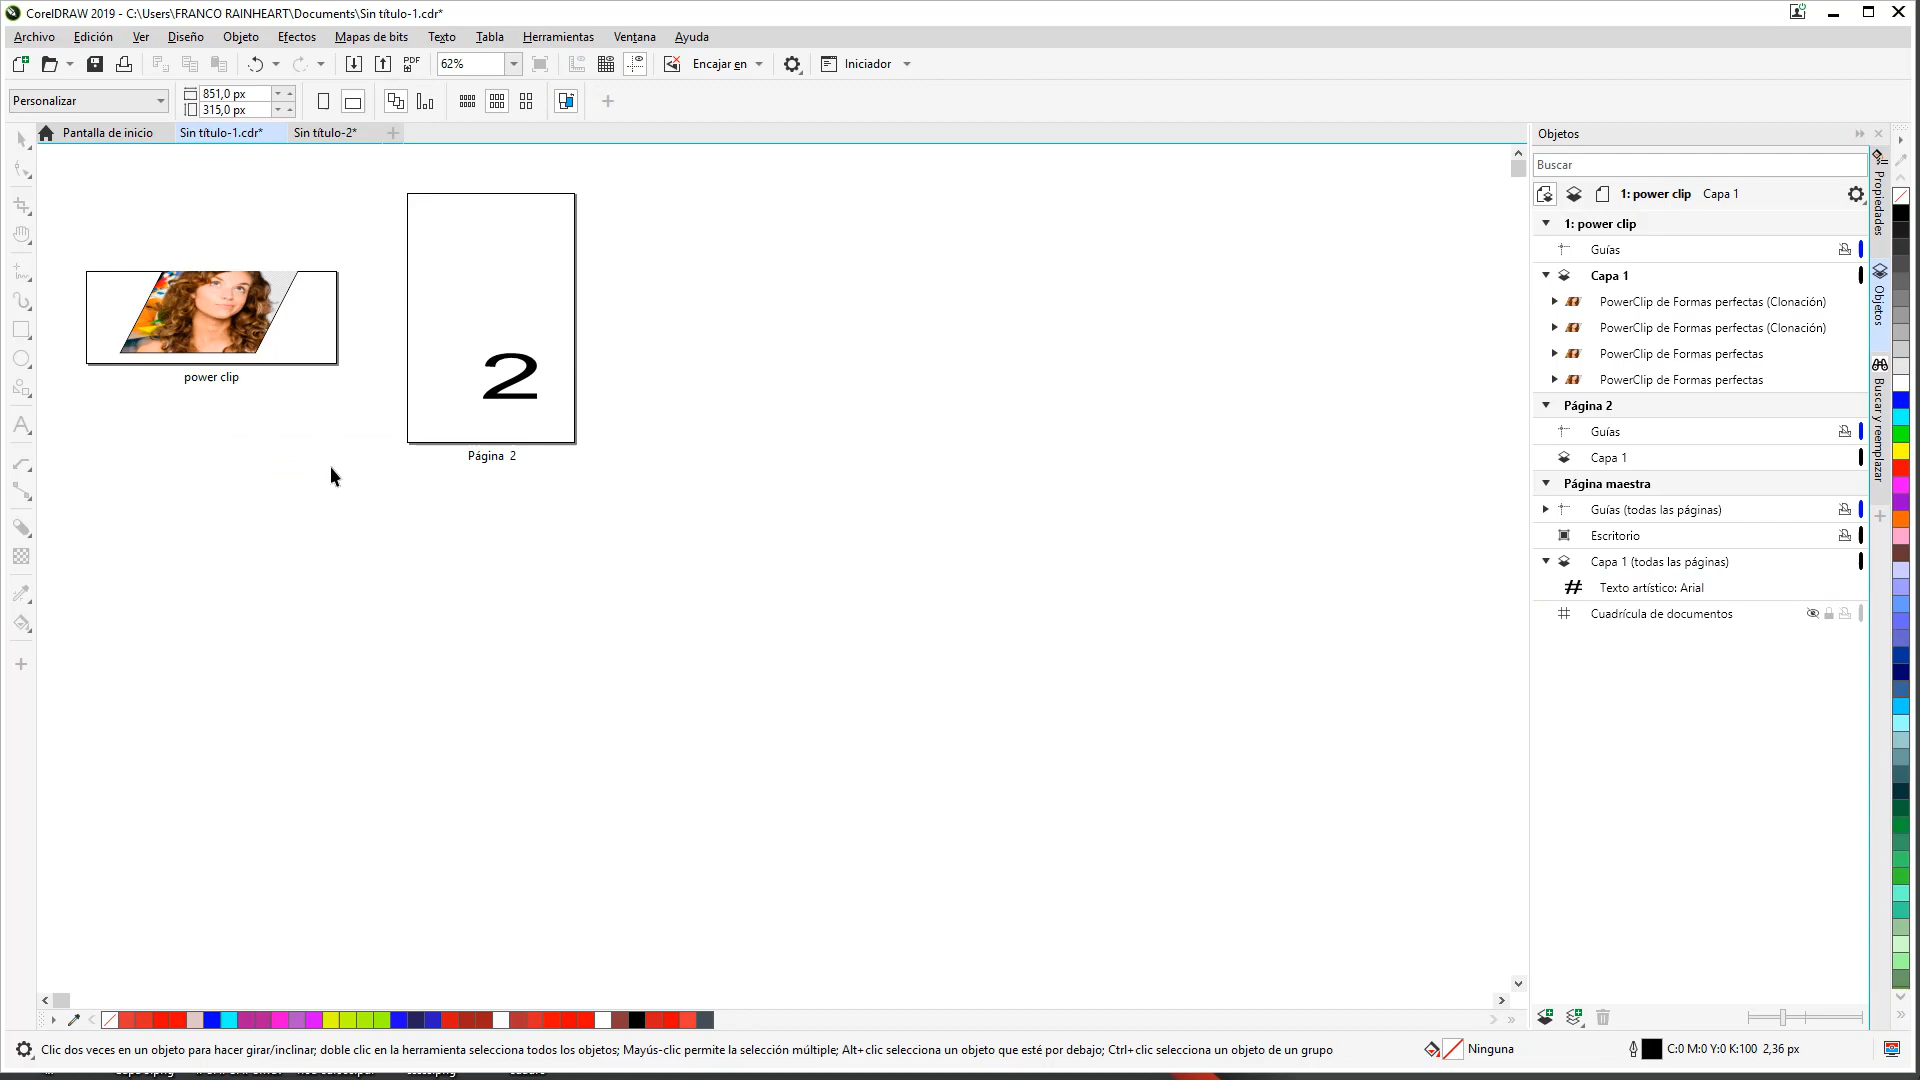 CorelDRAW 2019 - C:\Users\FRANCO RAINHEART\Documents\Sin título-1.cdr*
Archivo Edición Ver Diseño Objeto Efectos Mapas de bits Texto Tabla Herramientas Ventana Ayuda
PDF 62% Encajar en Iniciador
Personalizar 851,0 px
315,0 px
Pantalla de inicio Sin título-1.cdr* Sin título-2*
power clip
2
Página 2
Objetos
Buscar
1: power clip Capa 1
1: power clip
Guías
Capa 1
PowerClip de Formas perfectas (Clonación)
PowerClip de Formas perfectas (Clonación)
PowerClip de Formas perfectas
PowerClip de Formas perfectas
Página 2
Guías
Capa 1
Página maestra
Guías (todas las páginas)
Escritorio
Capa 1 (todas las páginas)
# Texto artístico: Arial
Cuadrícula de documentos
Propiedades
Objetos
Buscar y reemplazar
Clic dos veces en un objeto para hacer girar/inclinar; doble clic en la herramienta selecciona todos los objetos; Mayús-clic permite la selección múltiple; Alt+clic selecciona un objeto que esté por debajo; Ctrl+clic selecciona un objeto de un grupo
Ninguna
C:0 M:0 Y:0 K:100 2,36 px